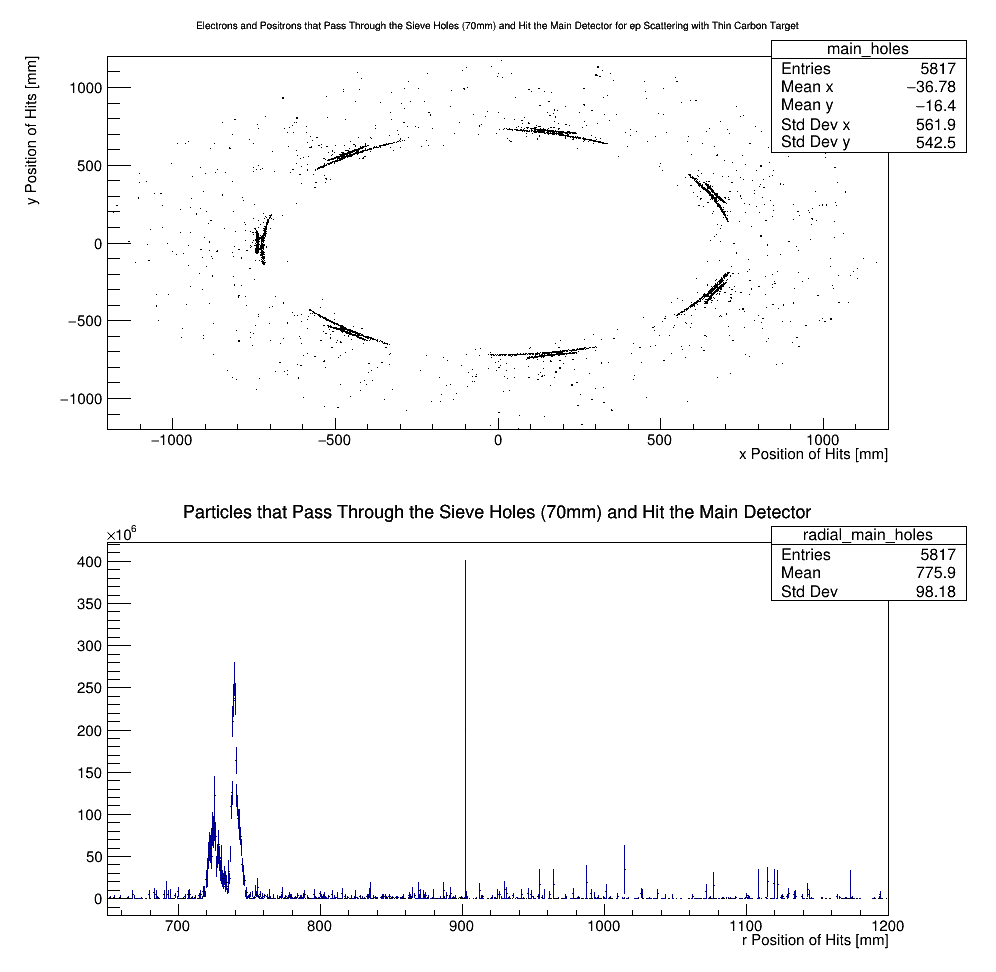 Electrons and Positrons that Pass Through the Sieve Holes (70mm) and Hit the Main Detector for ep Scattering with Thin Carbon Target
main_holes
Entries 5817
Mean x −36.78
Mean y −16.4
Std Dev x 561.9
Std Dev y 542.5
y Position of Hits [mm]
1000
500
0
−500
−1000
−1000 −500 0 500 1000
x Position of Hits [mm]
Particles that Pass Through the Sieve Holes (70mm) and Hit the Main Detector
radial_main_holes
Entries 5817
Mean 775.9
Std Dev 98.18
×10^6
400
350
300
250
200
150
100
50
0
700 800 900 1000 1100 1200
r Position of Hits [mm]